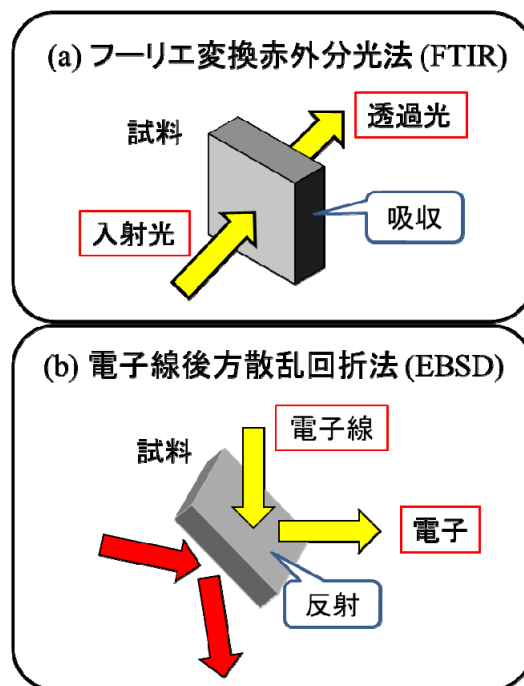 (a) フーリエ変換赤外分光法 (FTIR)
試料
透過光
入射光
吸収
(b) 電子線後方散乱回折法 (EBSD)
試料
電子線
電子
反射